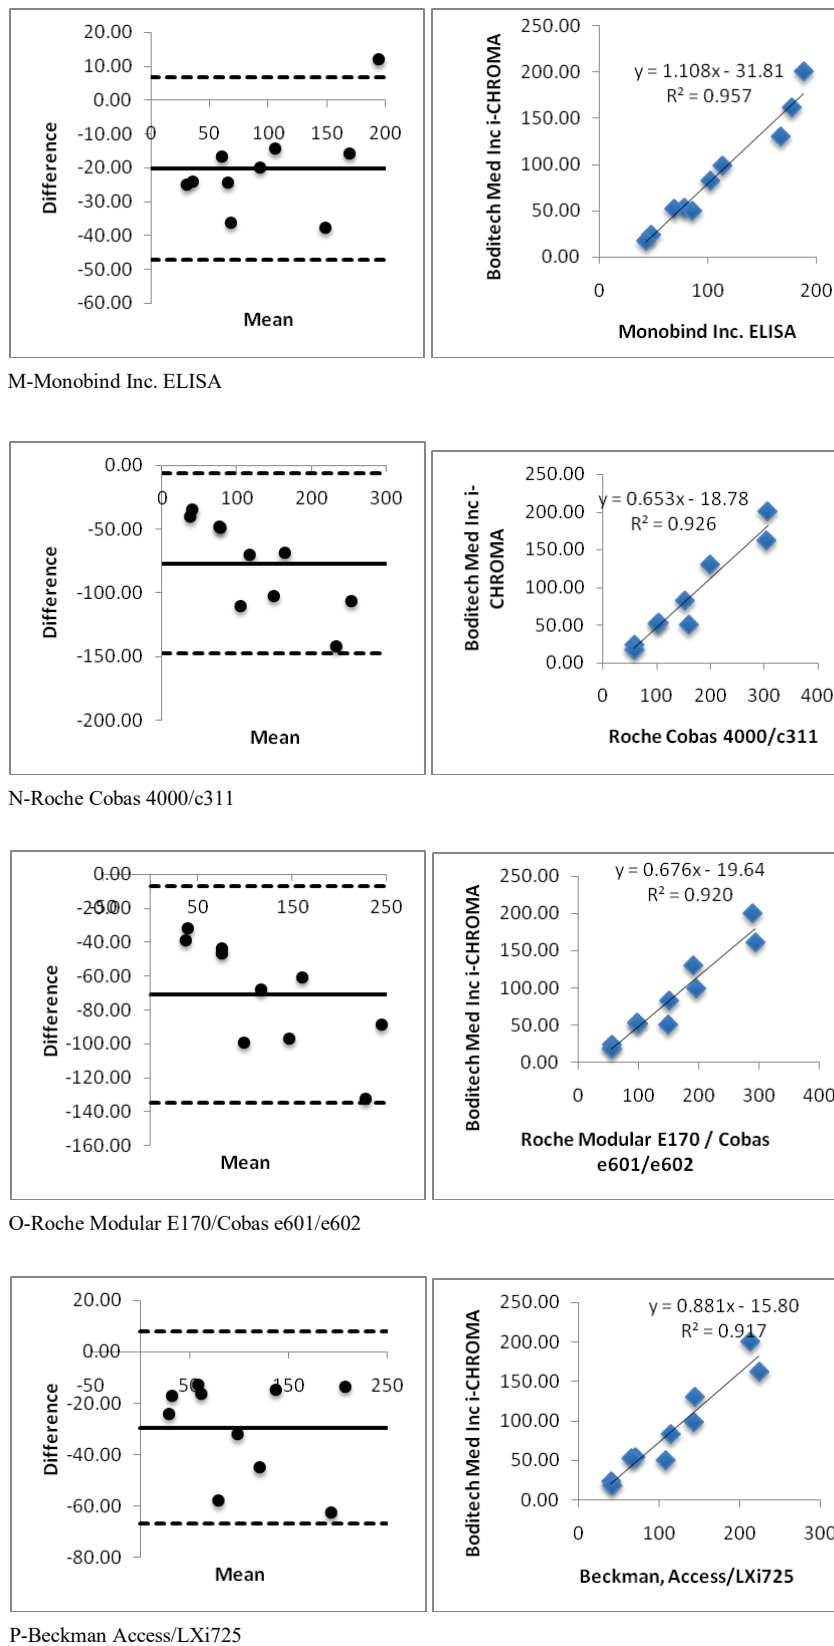 20.00
10.00
0.00
0 50 100 150 200
-10.00
-20.00
-30.00
-40.00
-50.00
-60.00
Difference
Mean
Boditech Med Inc i-CHROMA
250.00
200.00
150.00
100.00
50.00
0.00
y = 1.108x - 31.81
R² = 0.957
0 100 200
Monobind Inc. ELISA
M-Monobind Inc. ELISA
0.00
0 100 200 300
-50.00
-100.00
-150.00
-200.00
Difference
Mean
Boditech Med Inc i-
CHROMA
250.00
200.00
150.00
100.00
50.00
0.00
y = 0.653x - 18.78
R² = 0.926
0 100 200 300 400
Roche Cobas 4000/c311
N-Roche Cobas 4000/c311
0.00
-20.00
-50 50 150 250
-40.00
-60.00
-80.00
-100.00
-120.00
-140.00
-160.00
Difference
Mean
Boditech Med Inc i-CHROMA
250.00
200.00
150.00
100.00
50.00
0.00
y = 0.676x - 19.64
R² = 0.920
0 100 200 300 400
Roche Modular E170 / Cobas
e601/e602
O-Roche Modular E170/Cobas e601/e602
20.00
0.00
-50 50 150 250
-20.00
-40.00
-60.00
-80.00
Difference
Mean
Boditech Med Inc i-CHROMA
250.00
200.00
150.00
100.00
50.00
0.00
y = 0.881x - 15.80
R² = 0.917
0 100 200 300
Beckman, Access/LXi725
P-Beckman Access/LXi725